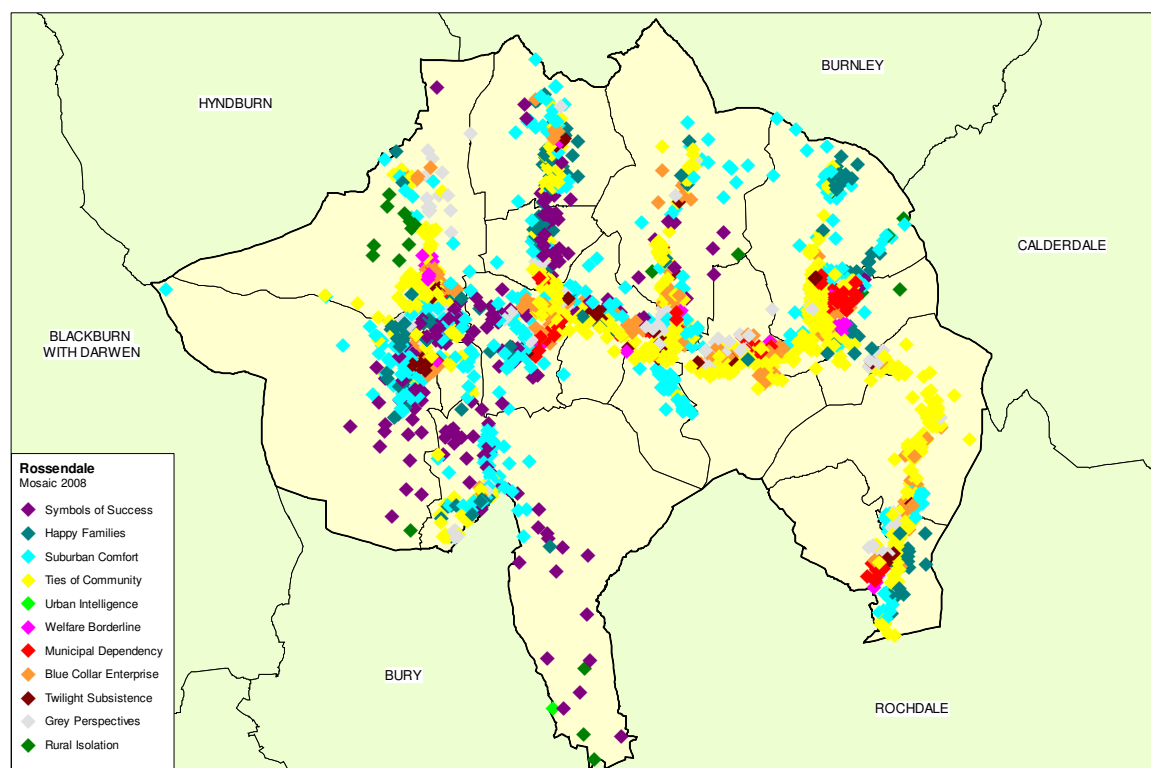 BURNLEY
HYNDBURN
CALDERDALE
BLACKBURN
WITH DARWEN
Rossendale
Mosaic 2008
Symbols of Success
Happy Families
Suburban Comfort
Ties of Community
Urban Intelligence
Welfare Borderline
Municipal Dependency
Blue Collar Enterprise
Twilight Subsistence
Grey Perspectives
Rural Isolation
BURY
ROCHDALE